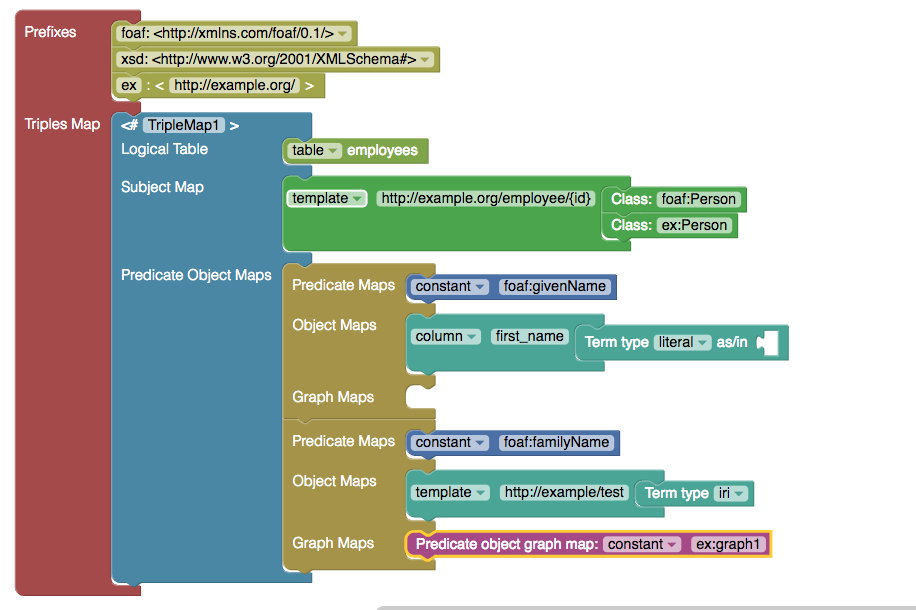 Prefixes
foaf: <http://xmlns.com/foaf/0.1/>
xsd: <http://www.w3.org/2001/XMLSchema#>
ex : < http://example.org/ >
Triples Map
<# TripleMap1 >
Logical Table
table employees
Subject Map
template http://example.org/employee/{id} Class: foaf:Person
Class: ex:Person
Predicate Object Maps
Predicate Maps constant foaf:givenName
Object Maps
column first_name Term type literal as/in
Graph Maps
Predicate Maps constant foaf:familyName
Object Maps
template http://example/test Term type iri
Graph Maps Predicate object graph map: constant ex:graph1